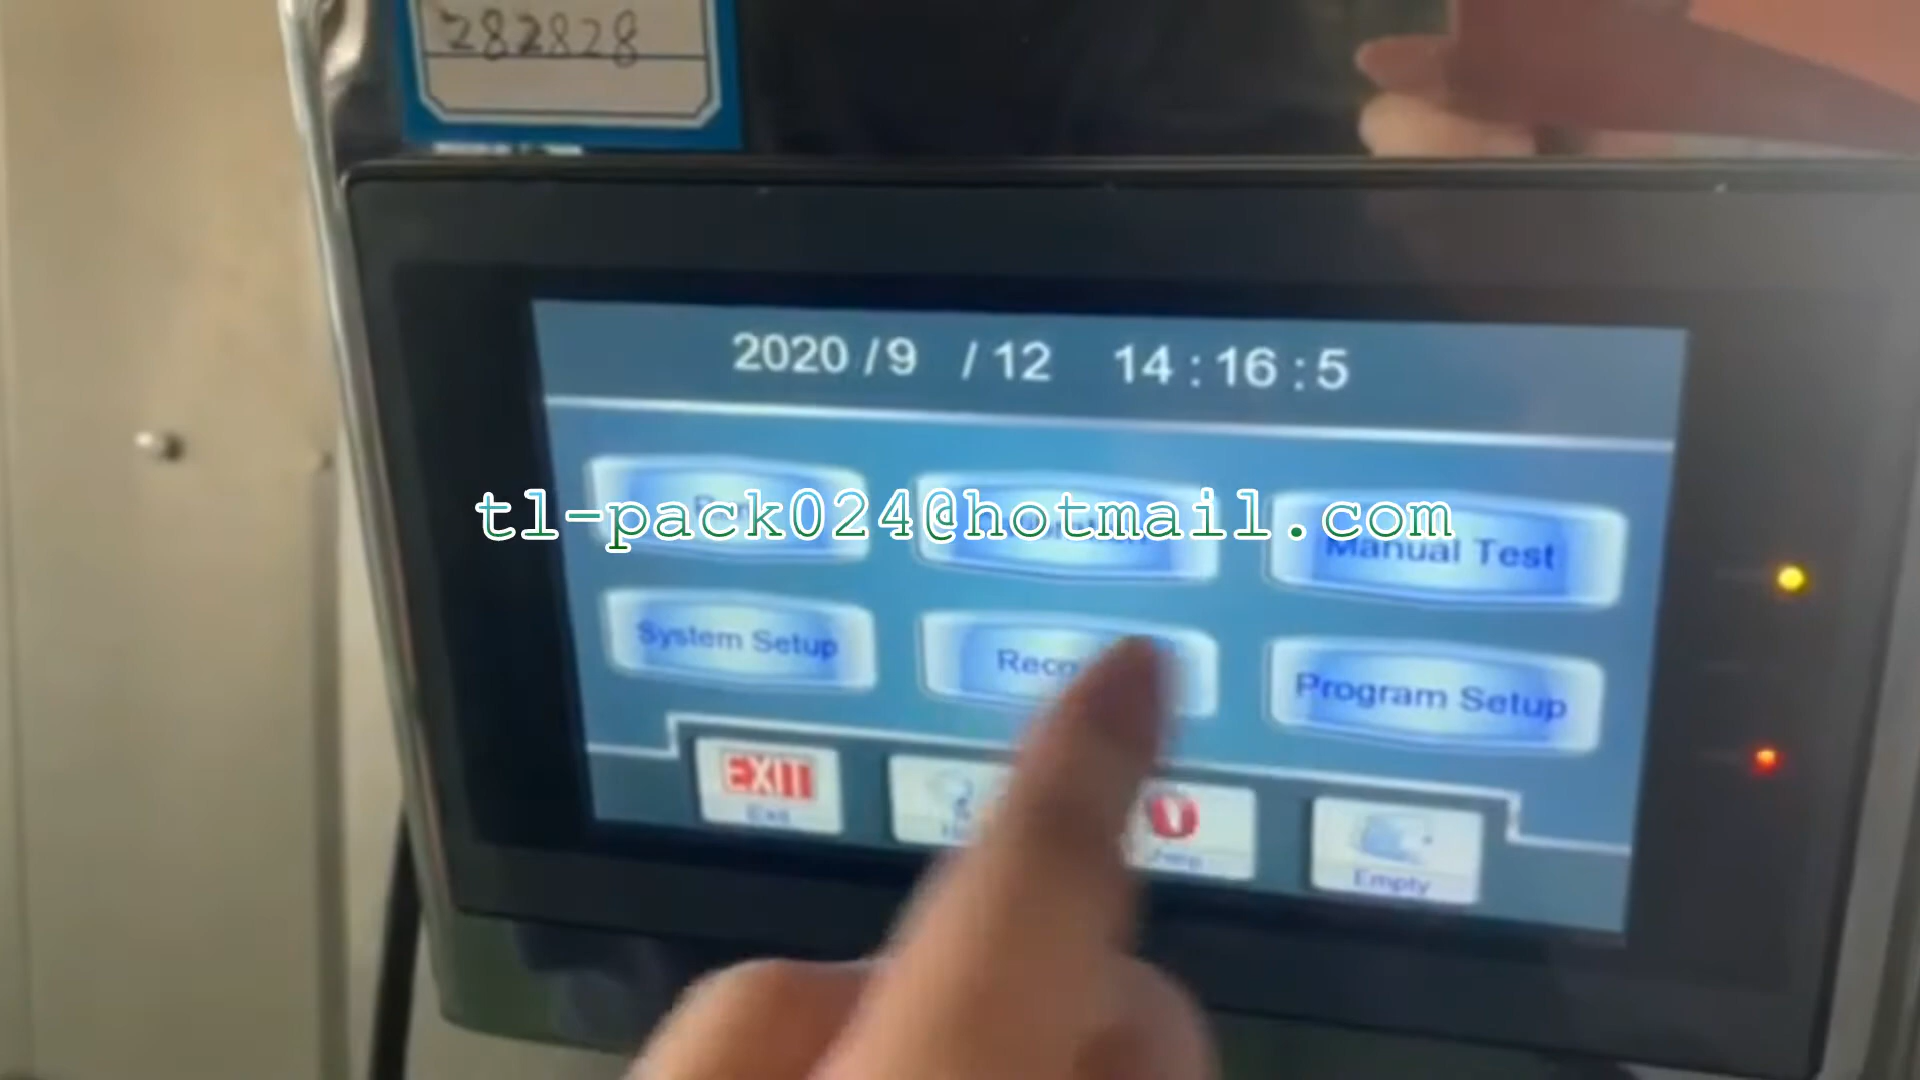 282828
2020 /9 / 12 14 : 16 : 5
tl-pack024@hotmail.com
Manual Test
System Setup
Program Setup
EXIT
Exit
Empty